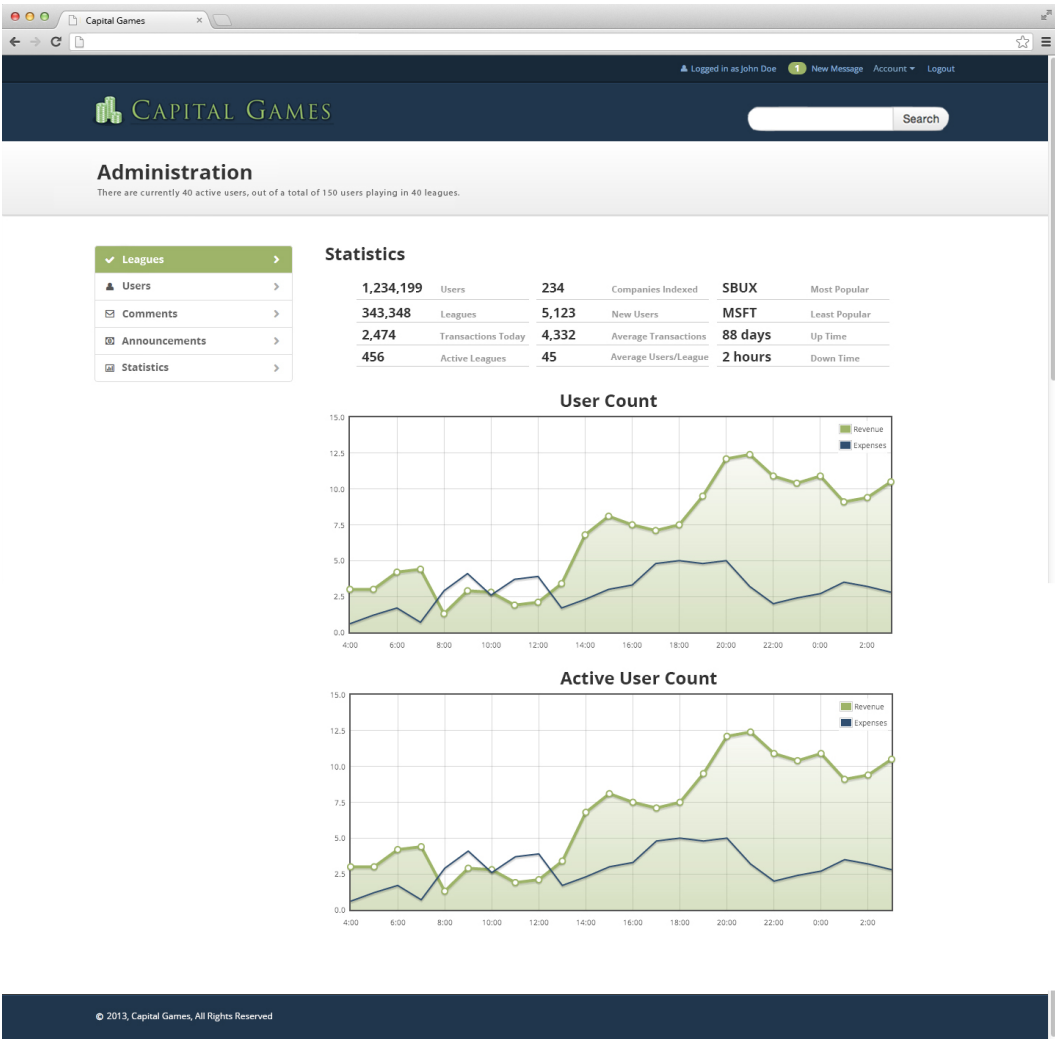 Capital Games
Logged in as John Doe 1 New Message Account Logout
CAPITAL GAMES
Search
Administration
There are currently 40 active users, out of a total of 150 users playing in 40 leagues.
Leagues
Users
Comments
Announcements
Statistics
Statistics
1,234,199 Users 234 Companies Indexed SBUX Most Popular
343,348 Leagues 5,123 New Users MSFT Least Popular
2,474 Transactions Today 4,332 Average Transactions 88 days Up Time
456 Active Leagues 45 Average Users/League 2 hours Down Time
User Count
15.0
Revenue
Expenses
12.5
10.0
7.5
5.0
2.5
0.0
4:00 6:00 8:00 10:00 12:00 14:00 16:00 18:00 20:00 22:00 0:00 2:00
Active User Count
15.0
Revenue
Expenses
12.5
10.0
7.5
5.0
2.5
0.0
4:00 6:00 8:00 10:00 12:00 14:00 16:00 18:00 20:00 22:00 0:00 2:00
© 2013, Capital Games, All Rights Reserved